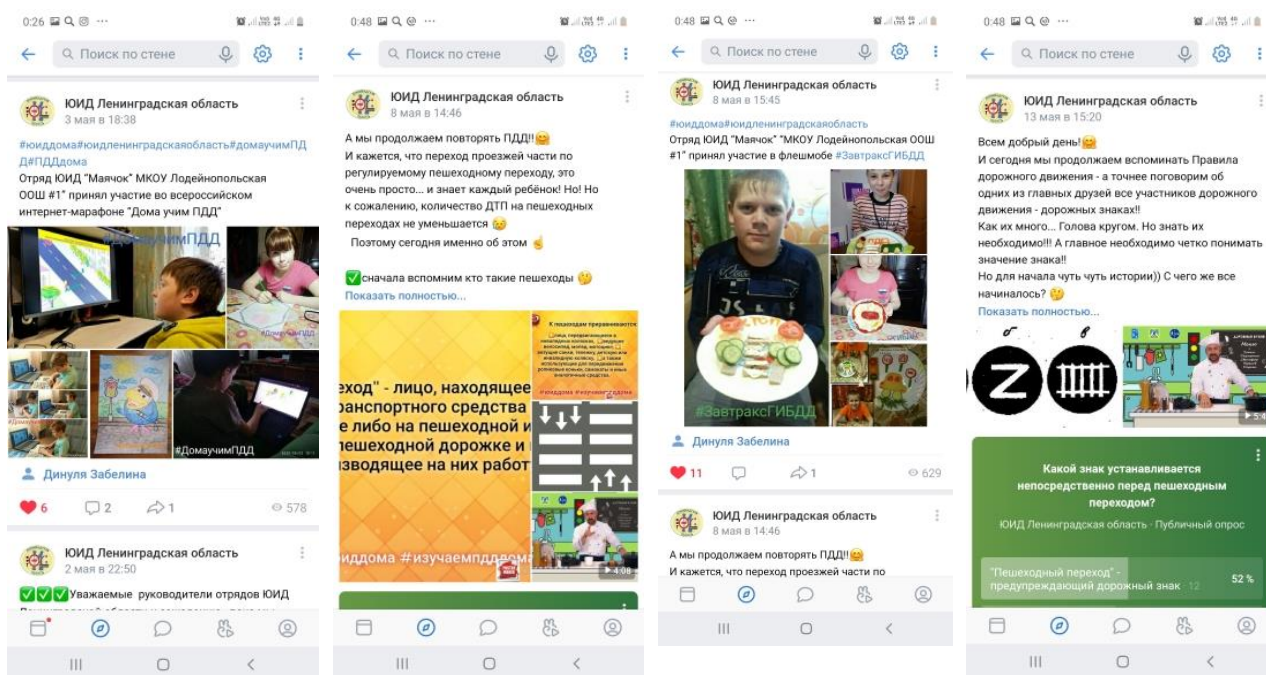 0:26
Поиск по стене
ЮИД Ленинградская область
3 мая в 18:38
#юиддома#юидленинградскаяобласть#домаучимПД
Д#ПДДдома
Отряд ЮИД "Маячок" МКОУ Лодейнопольская
ООШ #1" принял участие во всероссийском
интернет-марафоне "Дома учим ПДД"
#ДомаучимПДД
#ДомаучимПДД
Динуля Забелина
6 2 1 578
ЮИД Ленинградская область
2 мая в 22:50
Уважаемые руководители отрядов ЮИД
0:48
Поиск по стене
ЮИД Ленинградская область
8 мая в 14:46
А мы продолжаем повторять ПДД!!
И кажется, что переход проезжей части по
регулируемому пешеходному переходу, это
очень просто... и знает каждый ребёнок! Но! Но
к сожалению, количество ДТП на пешеходных
переходах не уменьшается
Поэтому сегодня именно об этом
сначала вспомним кто такие пешеходы
Показать полностью...
еход" - лицо, находящее
ранспортного средства
е либо на пешеходной и
пешеходной дорожке и
изводящее на них работ
иддома #изучаемпдддома
К пешеходам приравниваются
4:08
0:48
Поиск по стене
ЮИД Ленинградская область
8 мая в 15:45
#юиддома#юидленинградскаяобласть
Отряд ЮИД "Маячок" "МКОУ Лодейнопольская ООШ
#1" принял участие в флешмобе #ЗавтраксГИБДД
#ЗавтраксГИБДД
Динуля Забелина
11 1 629
ЮИД Ленинградская область
8 мая в 14:46
А мы продолжаем повторять ПДД!!
И кажется, что переход проезжей части по
0:48
Поиск по стене
ЮИД Ленинградская область
13 мая в 15:20
Всем добрый день!
И сегодня мы продолжаем вспоминать Правила
дорожного движения - а точнее поговорим об
одних из главных друзей все участников дорожного
движения - дорожных знаках!!
Как их много... Голова кругом. Но знать их
необходимо!!! А главное необходимо четко понимать
значение знака!!
Но для начала чуть чуть истории)) С чего же все
начиналось?
Показать полностью...
б в
Какой знак устанавливается
непосредственно перед пешеходным
переходом?
ЮИД Ленинградская область · Публичный опрос
"Пешеходный переход" -
предупреждающий дорожный знак · 12
52 %